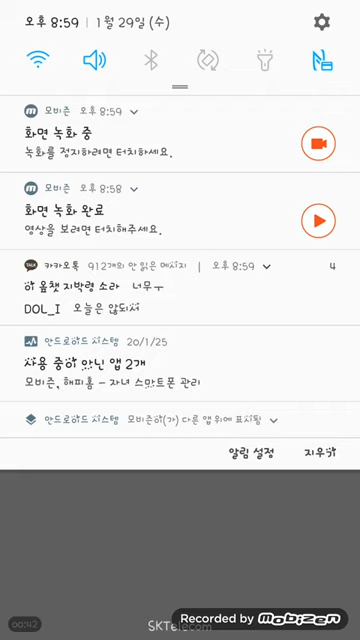 오후 8:59 | 1월 29일 (수)
모비즌 오후 8:59
화면 녹화 중
녹화를 정지하려면 터치하세요.
모비즌 오후 8:58
화면 녹화 완료
영상을 보려면 터치해주세요.
TALK 카카오톡 912개의 안 읽은 메시지 | 오후 8:59 4
이 옾챗 지박령 소라 너무ㅜ
DOL_I 오늘은 않되시
안드로이드 시스템 20/1/25
사용 중이 아닌 앱 2개
모비즌, 해피홈 - 자녀 스마트폰 관리
안드로이드 시스템 모비즌이(가) 다른 앱 위에 표시됨
알림 설정 지우기
00:42
SKTelecom
Recorded by MOBIZEN